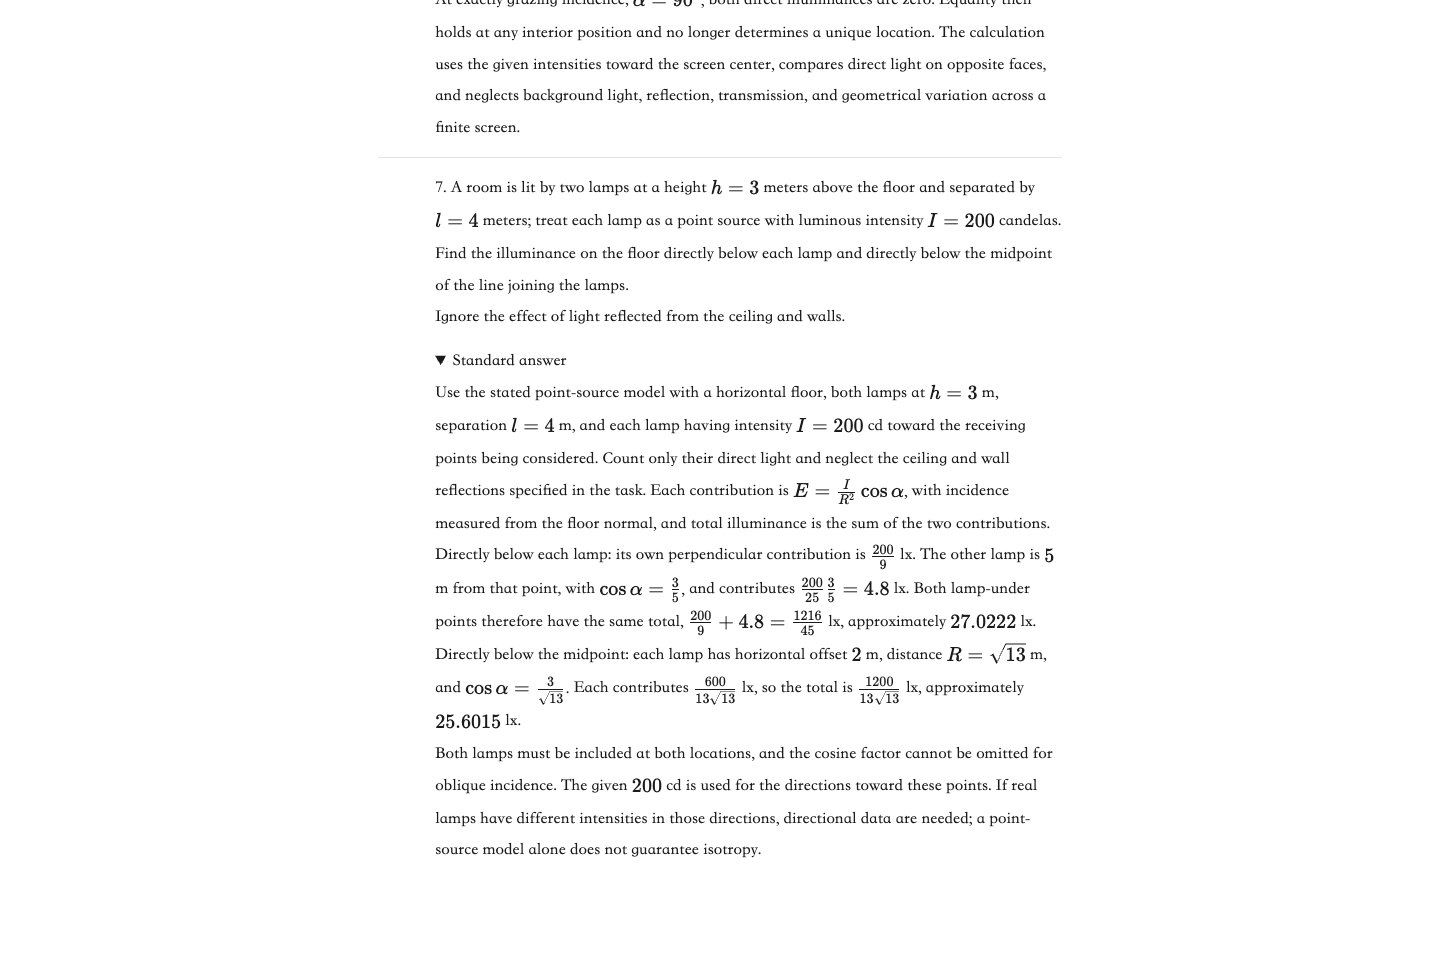 At exactly grazing incidence, α = 90°, both direct illuminances are zero. Equality then
holds at any interior position and no longer determines a unique location. The calculation
uses the given intensities toward the screen center, compares direct light on opposite faces,
and neglects background light, reflection, transmission, and geometrical variation across a
finite screen.
7. A room is lit by two lamps at a height h = 3 meters above the floor and separated by
l = 4 meters; treat each lamp as a point source with luminous intensity I = 200 candelas.
Find the illuminance on the floor directly below each lamp and directly below the midpoint
of the line joining the lamps.
Ignore the effect of light reflected from the ceiling and walls.
▼ Standard answer
Use the stated point-source model with a horizontal floor, both lamps at h = 3 m,
separation l = 4 m, and each lamp having intensity I = 200 cd toward the receiving
points being considered. Count only their direct light and neglect the ceiling and wall
reflections specified in the task. Each contribution is E = I/R² cos α, with incidence
measured from the floor normal, and total illuminance is the sum of the two contributions.
Directly below each lamp: its own perpendicular contribution is 200/9 lx. The other lamp is 5
m from that point, with cos α = 3/5, and contributes 200/25 3/5 = 4.8 lx. Both lamp-under
points therefore have the same total, 200/9 + 4.8 = 1216/45 lx, approximately 27.0222 lx.
Directly below the midpoint: each lamp has horizontal offset 2 m, distance R = √13 m,
and cos α = 3/√13. Each contributes 600/13√13 lx, so the total is 1200/13√13 lx, approximately
25.6015 lx.
Both lamps must be included at both locations, and the cosine factor cannot be omitted for
oblique incidence. The given 200 cd is used for the directions toward these points. If real
lamps have different intensities in those directions, directional data are needed; a point-
source model alone does not guarantee isotropy.